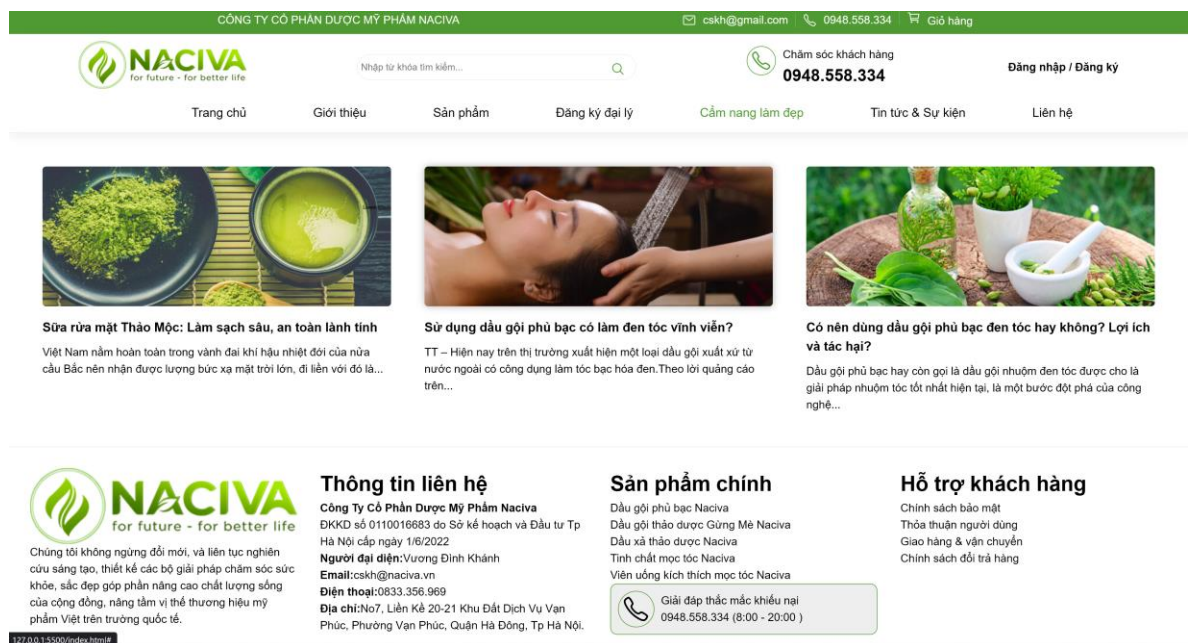 CÔNG TY CỔ PHẦN DƯỢC MỸ PHẨM NACIVA
cskh@gmail.com
0948.558.334
Giỏ hàng
NACIVA
for future - for better life
Nhập từ khóa tìm kiếm...
Chăm sóc khách hàng
0948.558.334
Đăng nhập / Đăng ký
Trang chủ
Giới thiệu
Sản phẩm
Đăng ký đại lý
Cẩm nang làm đẹp
Tin tức & Sự kiện
Liên hệ
Sữa rửa mặt Thảo Mộc: Làm sạch sâu, an toàn lành tính
Việt Nam nằm hoàn toàn trong vành đai khí hậu nhiệt đới của nửa
cầu Bắc nên nhận được lượng bức xạ mặt trời lớn, đi liền với đó là...
Sử dụng dầu gội phủ bạc có làm đen tóc vĩnh viễn?
TT – Hiện nay trên thị trường xuất hiện một loại dầu gội xuất xứ từ
nước ngoài có công dụng làm tóc bạc hóa đen.Theo lời quảng cáo
trên...
Có nên dùng dầu gội phủ bạc đen tóc hay không? Lợi ích
và tác hại?
Dầu gội phủ bạc hay còn gọi là dầu gội nhuộm đen tóc được cho là
giải pháp nhuộm tóc tốt nhất hiện tại, là một bước đột phá của công
nghệ...
NACIVA
for future - for better life
Chúng tôi không ngừng đổi mới, và liên tục nghiên
cứu sáng tạo, thiết kế các bộ giải pháp chăm sóc sức
khỏe, sắc đẹp góp phần nâng cao chất lượng sống
của cộng đồng, nâng tầm vị thế thương hiệu mỹ
phẩm Việt trên trường quốc tế.
Thông tin liên hệ
Công Ty Cổ Phần Dược Mỹ Phẩm Naciva
ĐKKD số 0110016683 do Sở kế hoạch và Đầu tư Tp
Hà Nội cấp ngày 1/6/2022
Người đại diện:Vương Đình Khánh
Email:cskh@naciva.vn
Điện thoại:0833.356.969
Địa chỉ:No7, Liền Kề 20-21 Khu Đất Dịch Vụ Vạn
Phúc, Phường Vạn Phúc, Quận Hà Đông, Tp Hà Nội.
Sản phẩm chính
Dầu gội phủ bạc Naciva
Dầu gội thảo dược Gừng Mè Naciva
Dầu xả thảo dược Naciva
Tinh chất mọc tóc Naciva
Viên uống kích thích mọc tóc Naciva
Giải đáp thắc mắc khiếu nại
0948.558.334 (8:00 - 20:00 )
Hỗ trợ khách hàng
Chính sách bảo mật
Thỏa thuận người dùng
Giao hàng & vận chuyển
Chính sách đổi trả hàng
127.0.0.1:5500/index.html#